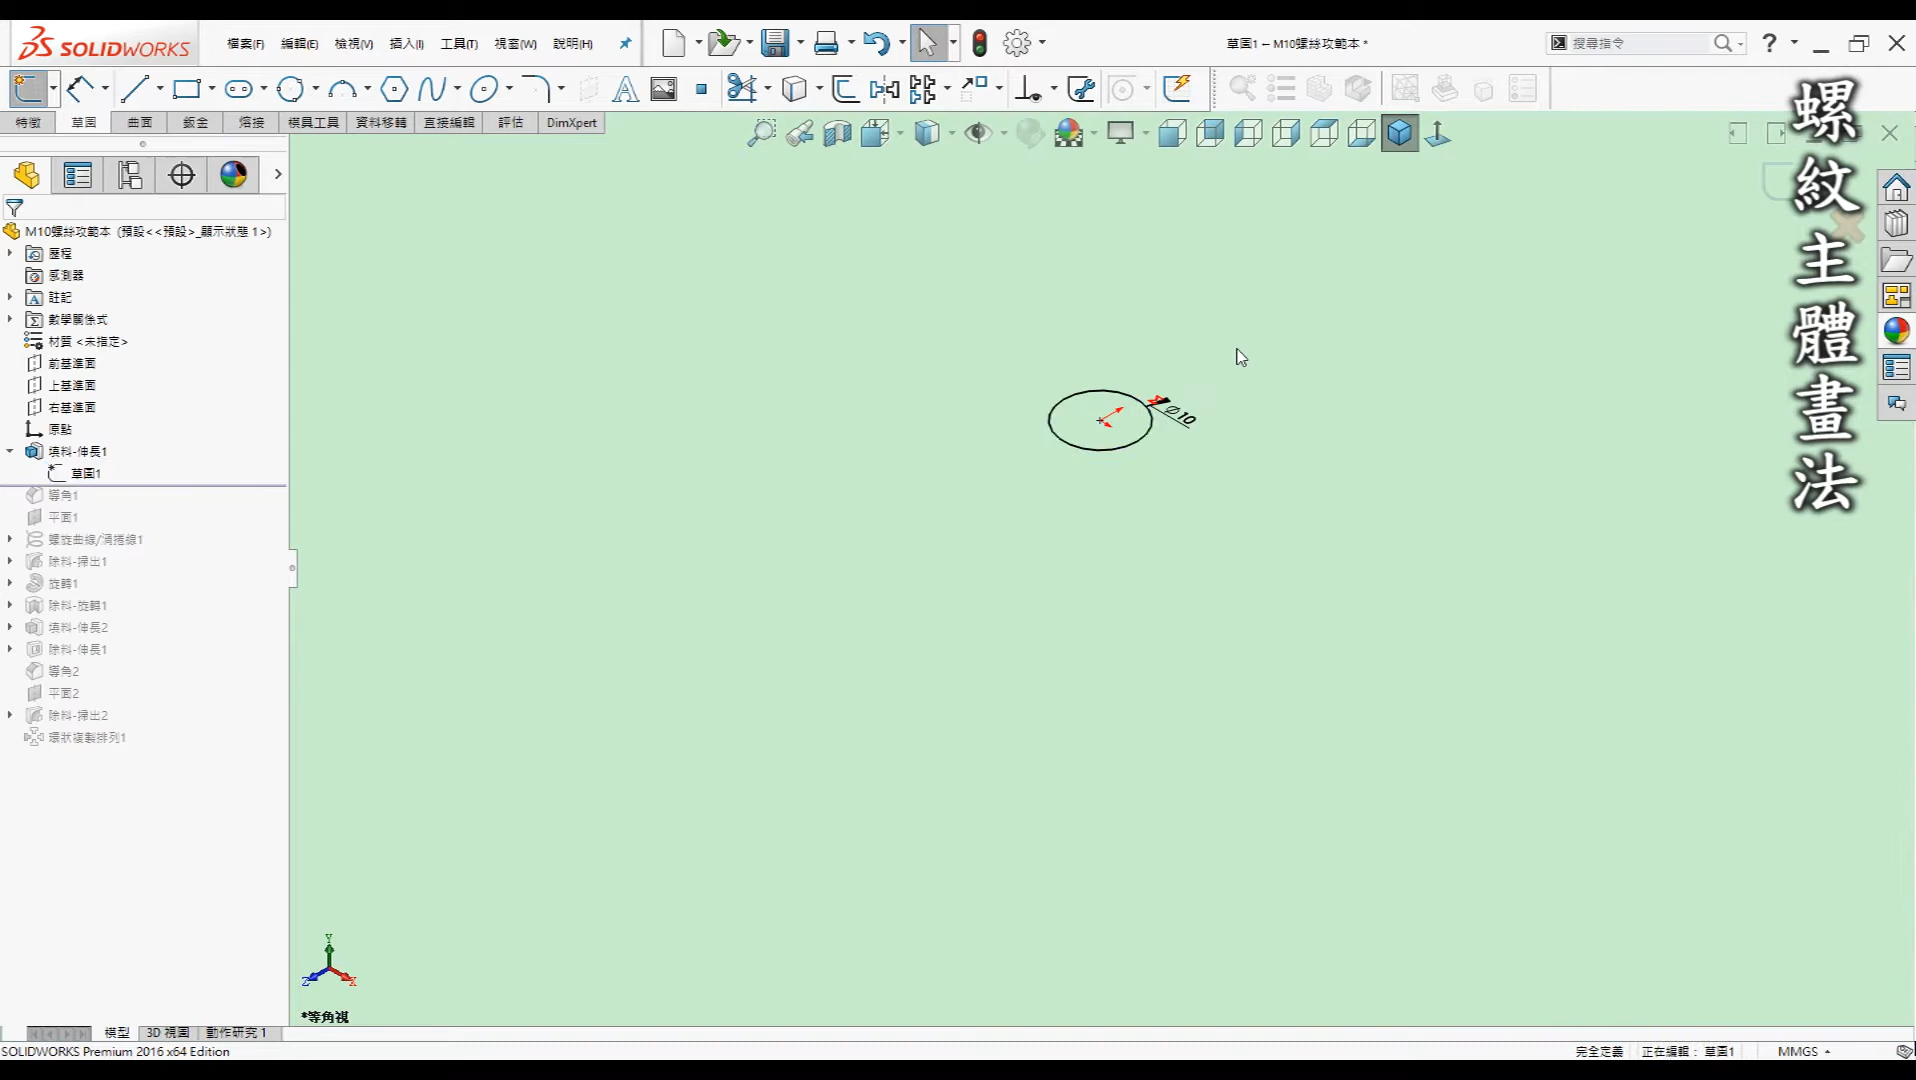 SOLIDWORKS
檔案(F)
編輯(E)
檢視(V)
插入(I)
工具(T)
視窗(W)
說明(H)
草圖1 ─ M10螺絲攻範本 *
搜尋指令
特徵
草圖
曲面
鈑金
熔接
模具工具
資料移轉
直接編輯
評估
DimXpert
M10螺絲攻範本 (預設<<預設>_顯示狀態 1>)
歷程
感測器
註記
數學關係式
材質 <未指定>
前基準面
上基準面
右基準面
原點
填料-伸長1
草圖1
導角1
平面1
螺旋曲線/渦捲線1
除料-掃出1
旋轉1
除料-旋轉1
填料-伸長2
除料-伸長1
導角2
平面2
除料-掃出2
環狀複製排列1
∅10
螺紋主體畫法
Y
Z
X
*等角視
模型
3D 視圖
動作研究 1
SOLIDWORKS Premium 2016 x64 Edition
完全定義
正在編輯： 草圖1
MMGS